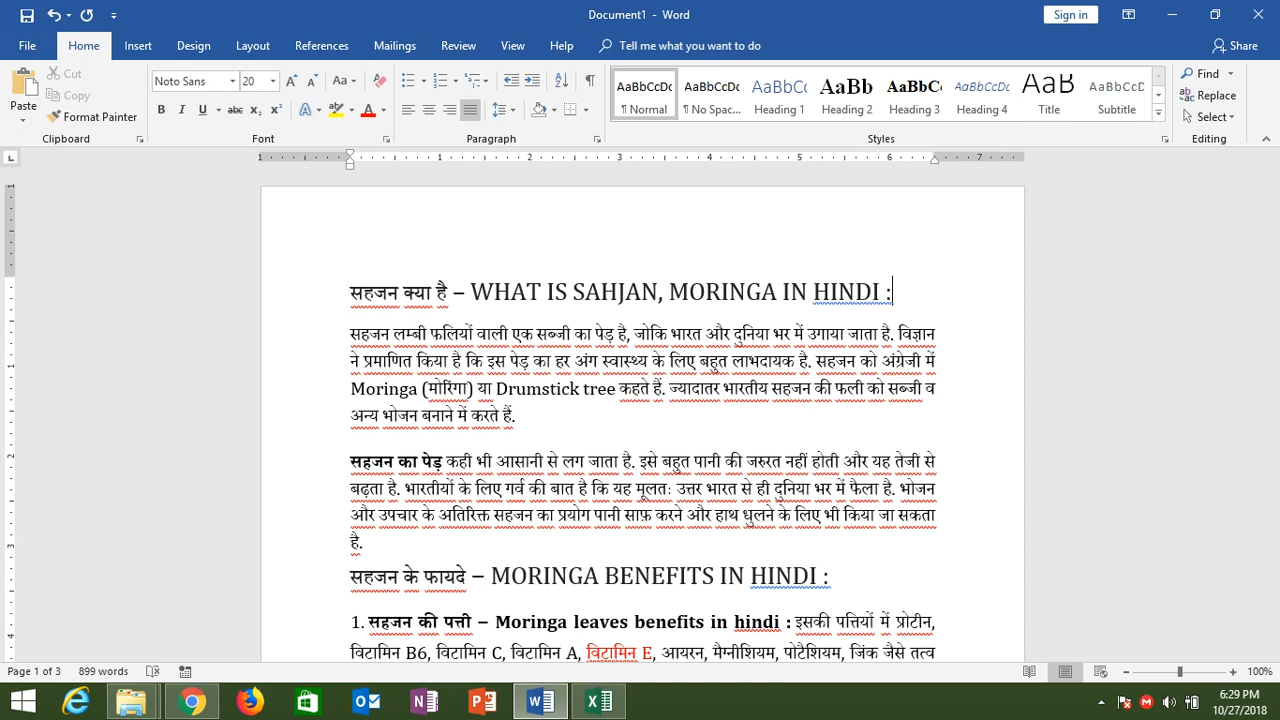 Document1 - Word
Sign in
File Home Insert Design Layout References Mailings Review View Help Tell me what you want to do Share
Paste
Cut
Copy
Format Painter
Clipboard
Noto Sans 20
Font
Paragraph
AaBbCcDc AaBbCcDc AaBbC AaBb AaBbCc AaBbCcDc AaB AaBbCcD
¶ Normal ¶ No Spac... Heading 1 Heading 2 Heading 3 Heading 4 Title Subtitle
Styles
Find
Replace
Select
Editing
सहजन क्या है – WHAT IS SAHJAN, MORINGA IN HINDI :
सहजन लम्बी फलियों वाली एक सब्जी का पेड़ है, जोकि भारत और दुनिया भर में उगाया जाता है. विज्ञान
ने प्रमाणित किया है कि इस पेड़ का हर अंग स्वास्थ्य के लिए बहुत लाभदायक है. सहजन को अंग्रेजी में
Moringa (मोरिंगा) या Drumstick tree कहते हैं. ज्यादातर भारतीय सहजन की फली को सब्जी व
अन्य भोजन बनाने में करते हैं.
सहजन का पेड़ कही भी आसानी से लग जाता है. इसे बहुत पानी की जरुरत नहीं होती और यह तेजी से
बढ़ता है. भारतीयों के लिए गर्व की बात है कि यह मूलतः उत्तर भारत से ही दुनिया भर में फैला है. भोजन
और उपचार के अतिरिक्त सहजन का प्रयोग पानी साफ़ करने और हाथ धुलने के लिए भी किया जा सकता
है.
सहजन के फायदे – MORINGA BENEFITS IN HINDI :
1. सहजन की पत्ती – Moringa leaves benefits in hindi : इसकी पत्तियों में प्रोटीन,
विटामिन B6, विटामिन C, विटामिन A, विटामिन E, आयरन, मैग्नीशियम, पोटैशियम, जिंक जैसे तत्व
Page 1 of 3 899 words 100%
6:29 PM
10/27/2018